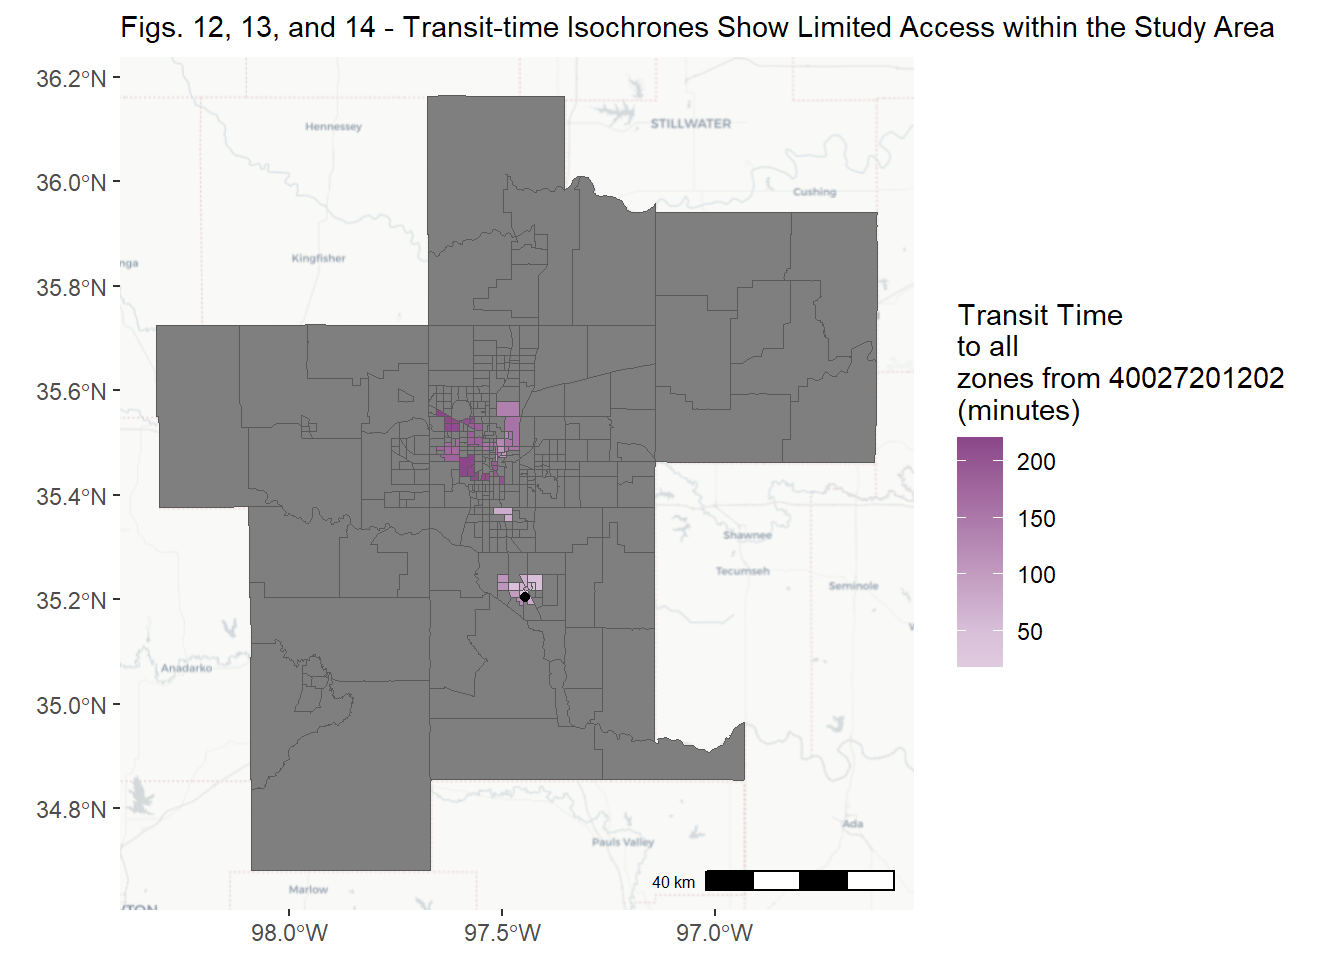 Figs. 12, 13, and 14 - Transit-time Isochrones Show Limited Access within the Study Area
36.2°N
36.0°N
35.8°N
35.6°N
35.4°N
35.2°N
35.0°N
34.8°N
Hennessey
STILLWATER
Cushing
Kingfisher
nga
Shawnee
Tecumseh
Seminole
Anadarko
Ada
Pauls Valley
Marlow
40 km
98.0°W
97.5°W
97.0°W
Transit Time
to all
zones from 40027201202
(minutes)
200
150
100
50